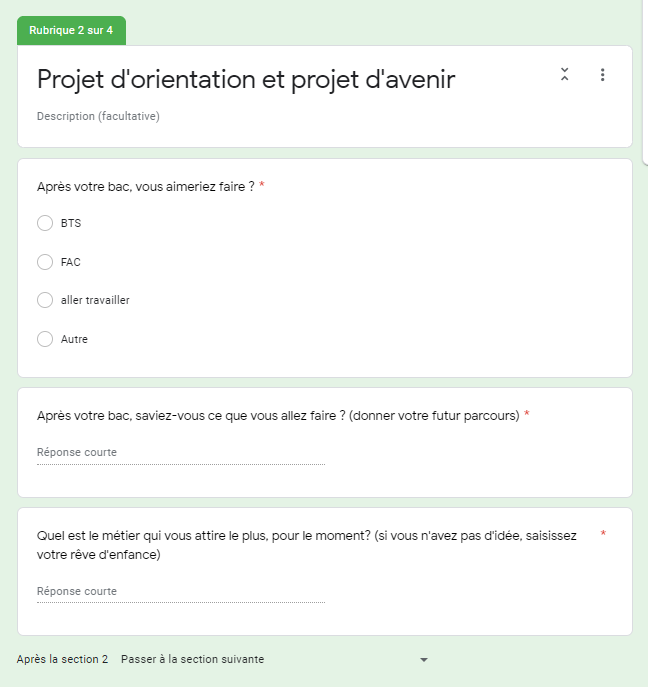 Rubrique 2 sur 4
Projet d'orientation et projet d'avenir
Description (facultative)
Après votre bac, vous aimeriez faire ? *
BTS
FAC
aller travailler
Autre
Après votre bac, saviez-vous ce que vous allez faire ? (donner votre futur parcours) *
Réponse courte
Quel est le métier qui vous attire le plus, pour le moment? (si vous n'avez pas d'idée, saisissez *
votre rêve d'enfance)
Réponse courte
Après la section 2 Passer à la section suivante